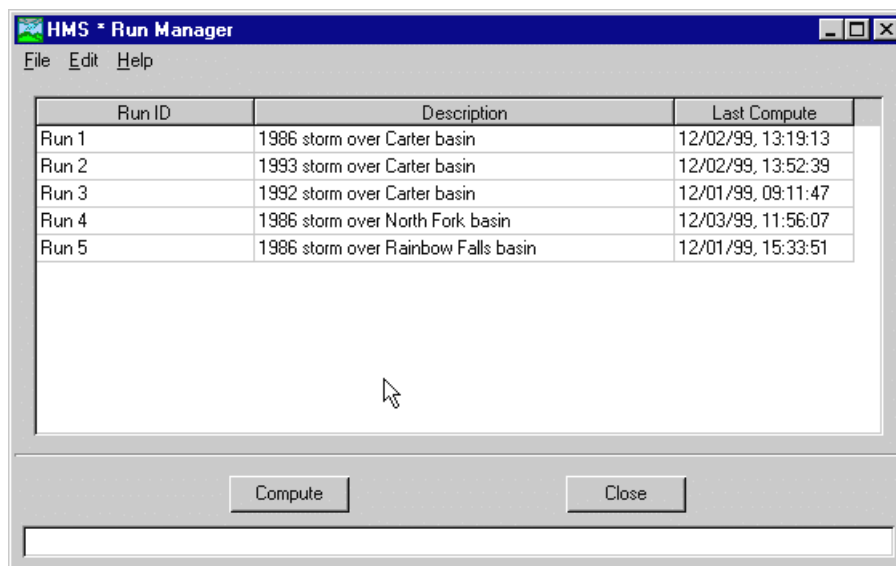 HMS * Run Manager
File Edit Help
Run ID Description Last Compute
Run 1 1986 storm over Carter basin 12/02/99, 13:19:13
Run 2 1993 storm over Carter basin 12/02/99, 13:52:39
Run 3 1992 storm over Carter basin 12/01/99, 09:11:47
Run 4 1986 storm over North Fork basin 12/03/99, 11:56:07
Run 5 1986 storm over Rainbow Falls basin 12/01/99, 15:33:51
Compute Close